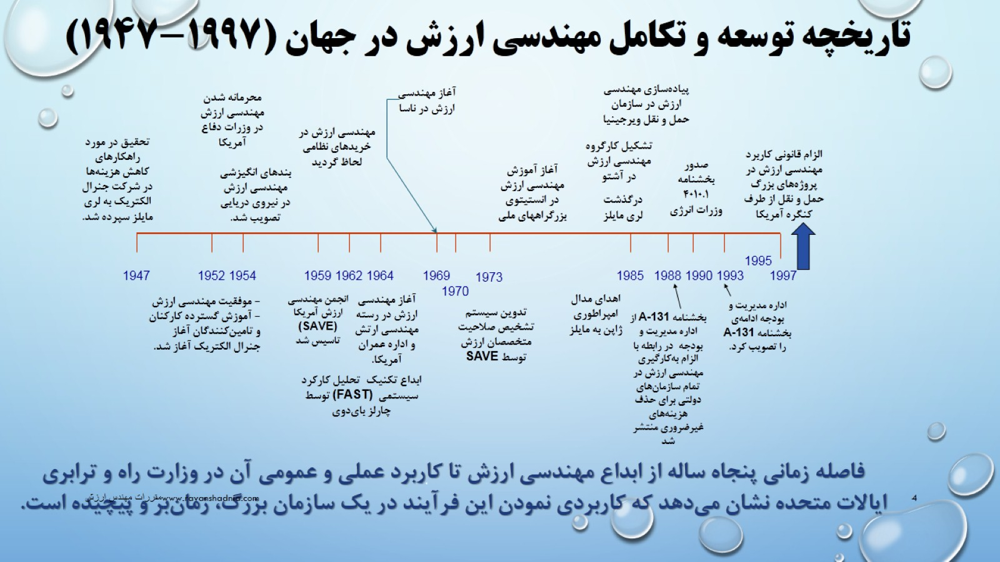 تاریخچه توسعه و تکامل مهندسی ارزش در جهان (۱۹۹۷–۱۹۴۷)
تحقیق در مورد
راهکارهای
کاهش هزینه‌ها
در شرکت جنرال
الکتریک به لری
مایلز سپرده شد.
محرمانه شدن
مهندسی ارزش
در وزرات دفاع
آمریکا
بندهای انگیزشی
مهندسی ارزش
در نیروی دریایی
تصویب شد.
مهندسی ارزش در
خریدهای نظامی
لحاظ گردید
آغاز مهندسی
ارزش در ناسا
آغاز آموزش
مهندسی ارزش
در انستیتوی
بزرگراههای ملی
پیاده‌سازی مهندسی
ارزش در سازمان
حمل و نقل ویرجینیا
تشکیل کارگروه
مهندسی ارزش
در آشتو
درگذشت
لری مایلز
صدور
بخشنامه
۴۰۱۰.۱
وزرات انرژی
الزام قانونی کاربرد
مهندسی ارزش در
پروژه‌های بزرگ
حمل و نقل از طرف
کنگره آمریکا
1947
1952
1954
1959
1962
1964
1969
1970
1973
1985
1988
1990
1993
1995
1997
- موفقیت مهندسی ارزش
- آموزش گسترده کارکنان
و تامین‌کنندگان آغاز
جنرال الکتریک آغاز شد.
انجمن مهندسی
ارزش آمریکا
(SAVE)
تاسیس شد
آغاز مهندسی
ارزش در رسته
مهندسی ارتش
و اداره عمران
آمریکا.
ابداع تکنیک تحلیل کارکرد
سیستمی (FAST) توسط
چارلز بای‌دوی
تدوین سیستم
تشخیص صلاحیت
متخصصان ارزش
توسط SAVE
اهدای مدال
امپراطوری
ژاپن به مایلز
بخشنامه A-131 از
اداره مدیریت و
بودجه در رابطه با
الزام به‌کارگیری
مهندسی ارزش در
تمام سازمان‌های
دولتی برای حذف
هزینه‌های
غیرضروری منتشر
شد
اداره مدیریت و
بودجه ادامه‌ی
بخشنامه A-131
را تصویب کرد.
فاصله زمانی پنجاه ساله از ابداع مهندسی ارزش تا کاربرد عملی و عمومی آن در وزارت راه و ترابری
ایالات متحده نشان می‌دهد که کاربردی نمودن این فرآیند در یک سازمان بزرگ، زمان‌بر و پیچیده است.
مقررات مهندس ارزش www.ravanshadnia.com
4